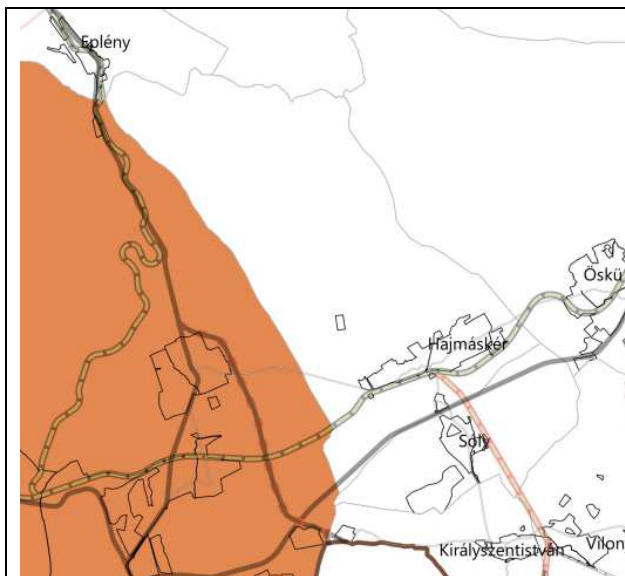 Eplény
Öskü
Hajmáskér
Sóly
Királyszentistván
Vilon